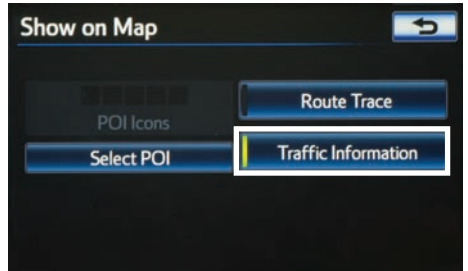 Show on Map
POI Icons
Route Trace
Select POI
Traffic Information